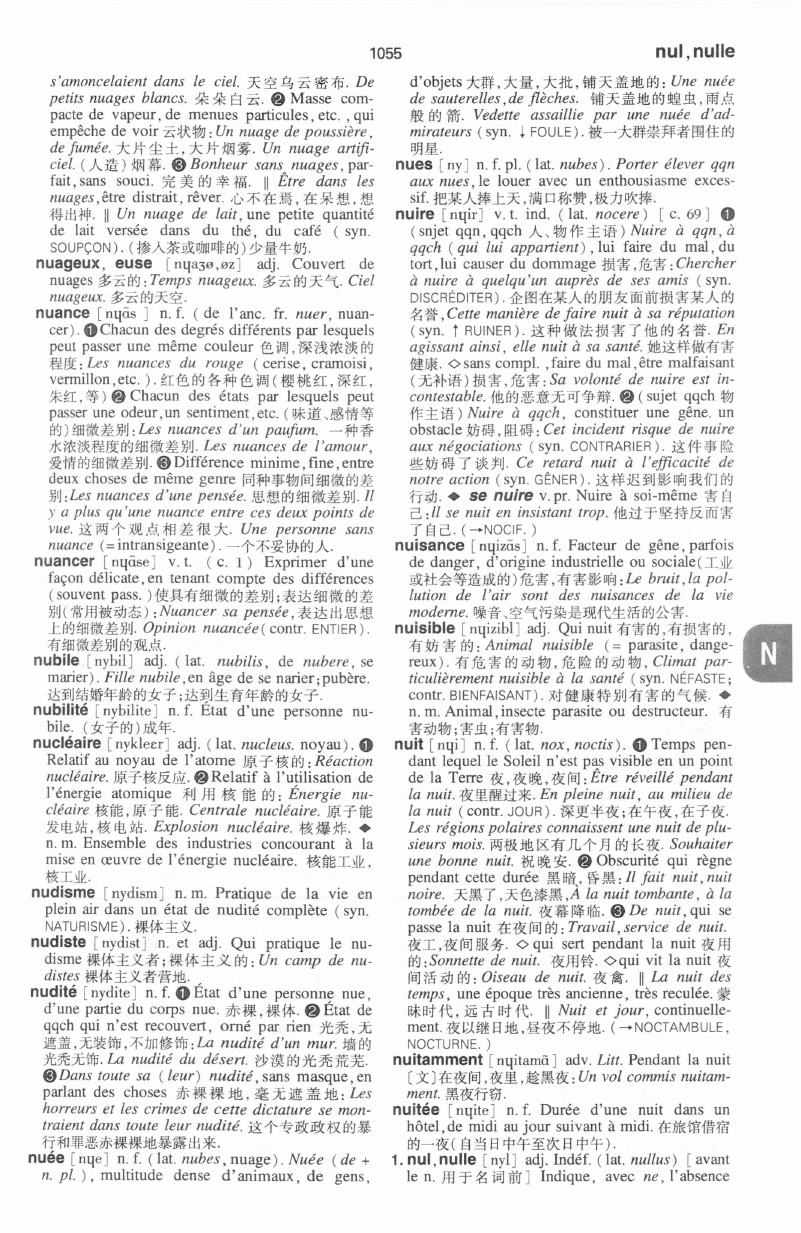 1055
nul,nulle
s'amoncelaient dans le ciel. 天空乌云密布. De
petits nuages blancs. 朵朵白云. ❷ Masse com-
pacte de vapeur, de menues particules, etc. , qui
empêche de voir 云状物: Un nuage de poussière,
de fumée. 大片尘土,大片烟雾. Un nuage artifi-
ciel. (人造)烟幕. ❸ Bonheur sans nuages, par-
fait, sans souci. 完美的幸福. ‖ Être dans les
nuages, être distrait, rêver. 心不在焉,在呆想,想
得出神. ‖ Un nuage de lait, une petite quantité
de lait versée dans du thé, du café (syn.
SOUPÇON). (掺入茶或咖啡的)少量牛奶.
nuageux, euse [nɥaʒø,øz] adj. Couvert de
nuages 多云的: Temps nuageux. 多云的天气. Ciel
nuageux. 多云的天空.
nuance [nɥɑ̃s ] n. f. ( de l'anc. fr. nuer, nuan-
cer). ❶ Chacun des degrés différents par lesquels
peut passer une même couleur 色调,深浅浓淡的
程度: Les nuances du rouge ( cerise, cramoisi,
vermillon, etc. ). 红色的各种色调(樱桃红,深红,
朱红,等) ❷ Chacun des états par lesquels peut
passer une odeur, un sentiment, etc. (味道、感情等
的)细微差别: Les nuances d'un paufum. 一种香
水浓淡程度的细微差别. Les nuances de l'amour,
爱情的细微差别. ❸ Différence minime, fine, entre
deux choses de même genre 同种事物间细微的差
别: Les nuances d'une pensée. 思想的细微差别. Il
y a plus qu'une nuance entre ces deux points de
vue. 这两个观点相差很大. Une personne sans
nuance (= intransigeante). 一个不妥协的人.
nuancer [nɥɑ̃se] v. t. ( c. 1 ) Exprimer d'une
façon délicate, en tenant compte des différences
( souvent pass. )使具有细微的差别;表达细微的差
别(常用被动态): Nuancer sa pensée, 表达出思想
上的细微差别. Opinion nuancée( contr. ENTIER).
有细微差别的观点.
nubile [nybil] adj. ( lat. nubilis, de nubere, se
marier). Fille nubile, en âge de se narier; pubère.
达到结婚年龄的女子;达到生育年龄的女子.
nubilité [nybilite] n. f. État d'une personne nu-
bile. (女子的)成年.
nucléaire [nykleer] adj. ( lat. nucleus. noyau). ❶
Relatif au noyau de l'atome 原子核的: Réaction
nucléaire. 原子核反应. ❷ Relatif à l'utilisation de
l'énergie atomique 利用核能的: Énergie nu-
cléaire 核能,原子能. Centrale nucléaire. 原子能
发电站,核电站. Explosion nucléaire. 核爆炸. ◆
n. m. Ensemble des industries concourant à la
mise en œuvre de l'énergie nucléaire. 核能工业,
核工业.
nudisme [nydism] n. m. Pratique de la vie en
plein air dans un état de nudité complète ( syn.
NATURISME). 裸体主义.
nudiste [nydist] n. et adj. Qui pratique le nu-
disme 裸体主义者;裸体主义的: Un camp de nu-
distes 裸体主义者营地.
nudité [nydite] n. f. ❶ État d'une personne nue,
d'une partie du corps nue. 赤裸,裸体. ❷ État de
qqch qui n'est recouvert, orné par rien 光秃,无
遮盖,无装饰,不加修饰: La nudité d'un mur. 墙的
光秃无饰. La nudité du désert. 沙漠的光秃荒芜.
❸ Dans toute sa ( leur) nudité, sans masque, en
parlant des choses 赤裸裸地,毫无遮盖地: Les
horreurs et les crimes de cette dictature se mon-
traient dans toute leur nudité. 这个专政政权的暴
行和罪恶赤裸裸地暴露出来.
nuée [nɥe] n. f. ( lat. nubes, nuage). Nuée ( de +
n. pl. ), multitude dense d'animaux, de gens,
d'objets 大群,大量,大批,铺天盖地的: Une nuée
de sauterelles, de flèches. 铺天盖地的蝗虫,雨点
般的箭. Vedette assaillie par une nuée d'ad-
mirateurs (syn. ↓ FOULE). 被一大群崇拜者围住的
明星.
nues [ny] n. f. pl. ( lat. nubes). Porter élever qqn
aux nues, le louer avec un enthousiasme exces-
sif. 把某人捧上天,满口称赞,极力吹捧.
nuire [nɥir] v. t. ind. ( lat. nocere) [ c. 69 ] ❶
(snjet qqn, qqch 人、物作主语) Nuire à qqn, à
qqch ( qui lui appartient), lui faire du mal, du
tort, lui causer du dommage 损害,危害: Chercher
à nuire à quelqu'un auprès de ses amis ( syn.
DISCRÉDITER). 企图在某人的朋友面前损害某人的
名誉, Cette manière de faire nuit à sa réputation
(syn. ↑ RUINER). 这种做法损害了他的名誉. En
agissant ainsi, elle nuit à sa santé. 她这样做有害
健康. ◇ sans compl. , faire du mal, être malfaisant
(无补语)损害,危害: Sa volonté de nuire est in-
contestable. 他的恶意无可争辩. ❷ ( sujet qqch 物
作主语) Nuire à qqch, constituer une gêne. un
obstacle 妨碍,阻碍: Cet incident risque de nuire
aux négociations ( syn. CONTRARIER). 这件事险
些妨碍了谈判. Ce retard nuit à l'efficacité de
notre action ( syn. GÊNER). 这样迟到影响我们的
行动. ◆ se nuire v. pr. Nuire à soi-même 害自
己: Il se nuit en insistant trop. 他过于坚持反而害
了自己. (→NOCIF. )
nuisance [nɥizɑ̃s] n. f. Facteur de gêne, parfois
de danger, d'origine industrielle ou sociale(工业
或社会等造成的)危害,有害影响: Le bruit, la pol-
lution de l'air sont des nuisances de la vie
moderne. 噪音、空气污染是现代生活的公害.
nuisible [nɥizibl] adj. Qui nuit 有害的,有损害的,
有妨害的: Animal nuisible (= parasite, dange-
reux). 有危害的动物,危险的动物, Climat par-
ticulièrement nuisible à la santé ( syn. NÉFASTE;
contr. BIENFAISANT). 对健康特别有害的气候. ◆
n. m. Animal, insecte parasite ou destructeur. 有
害动物;害虫;有害物.
nuit [nɥi] n. f. ( lat. nox, noctis). ❶ Temps pen-
dant lequel le Soleil n'est pas visible en un point
de la Terre 夜,夜晚,夜间: Être réveillé pendant
la nuit. 夜里醒过来. En pleine nuit, au milieu de
la nuit ( contr. JOUR). 深更半夜;在午夜,在子夜.
Les régions polaires connaissent une nuit de plu-
sieurs mois. 两极地区有几个月的长夜. Souhaiter
une bonne nuit. 祝晚安. ❷ Obscurité qui règne
pendant cette durée 黑暗,昏黑: Il fait nuit, nuit
noire. 天黑了,天色漆黑, À la nuit tombante, à la
tombée de la nuit. 夜幕降临. ❸ De nuit, qui se
passe la nuit 在夜间的: Travail, service de nuit.
夜工,夜间服务. ◇ qui sert pendant la nuit 夜用
的: Sonnette de nuit. 夜用铃. ◇ qui vit la nuit 夜
间活动的: Oiseau de nuit. 夜禽. ‖ La nuit des
temps, une époque très ancienne, très reculée. 蒙
昧时代,远古时代. ‖ Nuit et jour, continuelle-
ment. 夜以继日地,昼夜不停地. (→NOCTAMBULE,
NOCTURNE. )
nuitamment [nɥitamɑ̃] adv. Litt. Pendant la nuit
〔文〕在夜间,夜里,趁黑夜: Un vol commis nuitam-
ment. 黑夜行窃.
nuitée [nɥite] n. f. Durée d'une nuit dans un
hôtel, de midi au jour suivant à midi. 在旅馆借宿
的一夜(自当日中午至次日中午).
1. nul, nulle [nyl] adj. Indéf. ( lat. nullus) [ avant
le n. 用于名词前] Indique, avec ne, l'absence
N